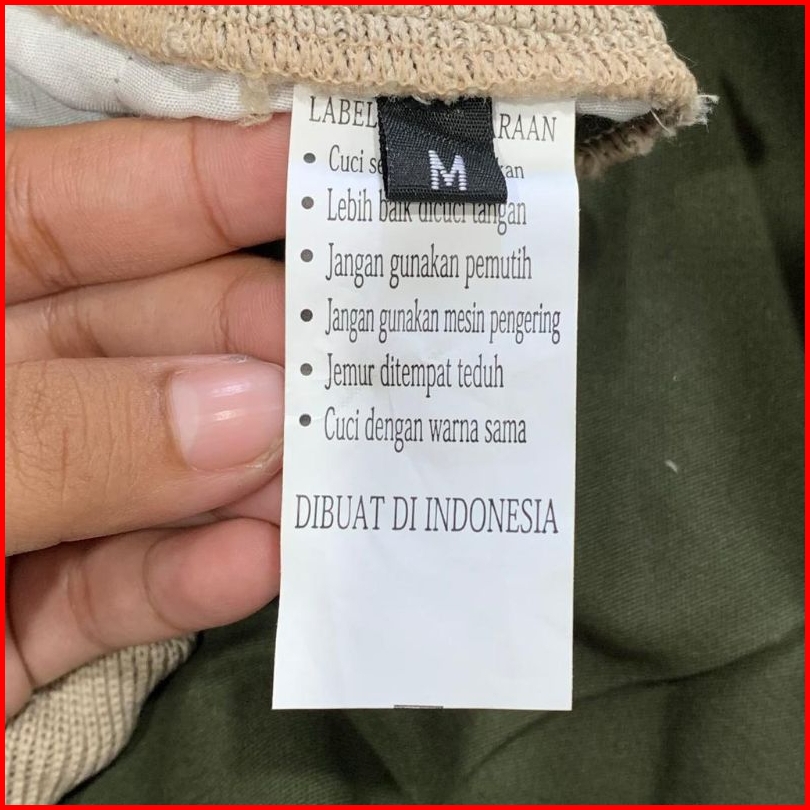 LABEL
M
• Cuci
• Lebih baik dicuci tangan
• Jangan gunakan pemutih
• Jangan gunakan mesin pengering
• Jemur ditempat teduh
• Cuci dengan warna sama
DIBUAT DI INDONESIA